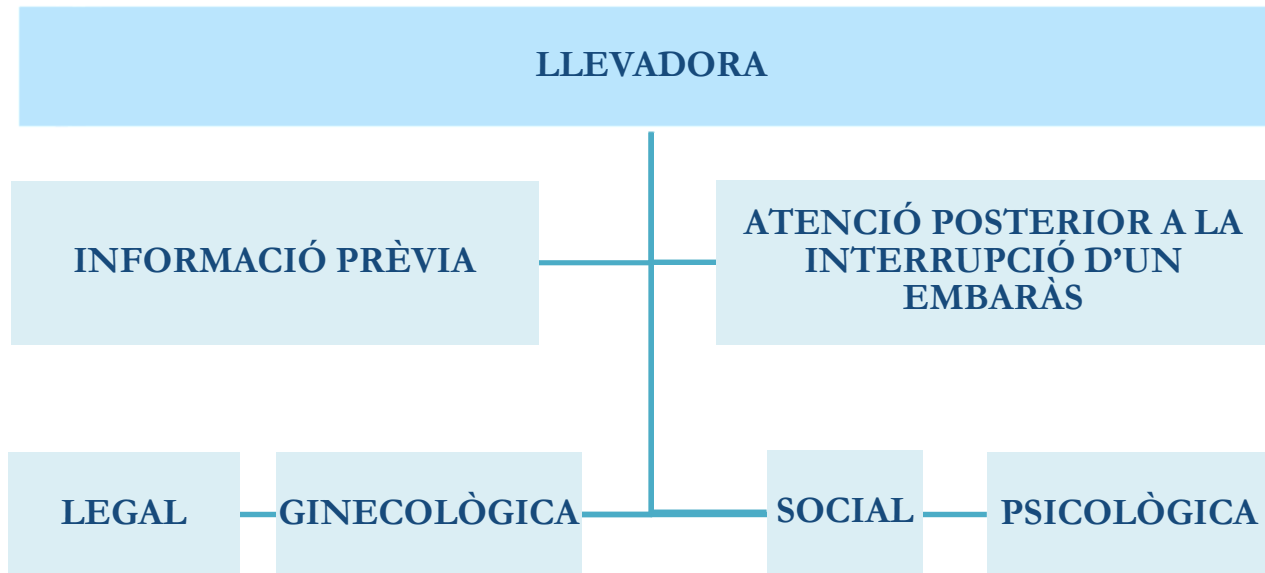 LLEVADORA
INFORMACIÓ PRÈVIA
ATENCIÓ POSTERIOR A LA
INTERRUPCIÓ D’UN
EMBARÀS
LEGAL
GINECOLÒGICA
SOCIAL
PSICOLÒGICA